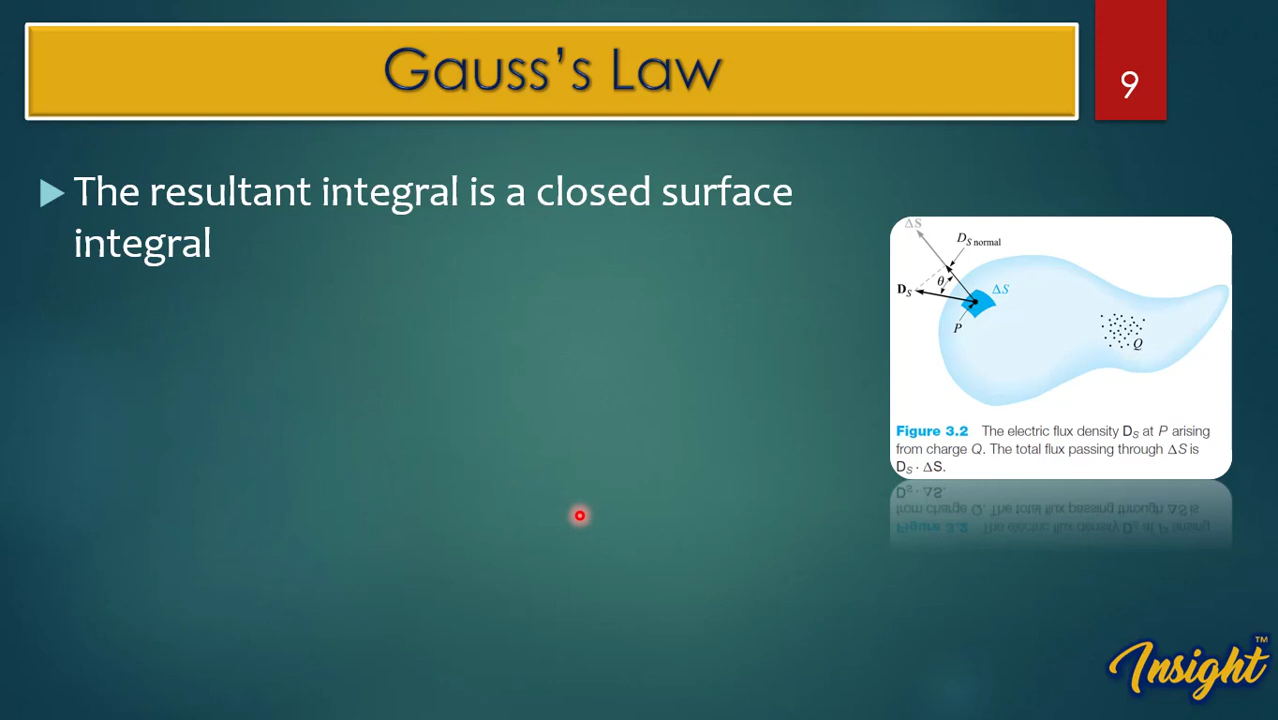 Gauss's Law
9
The resultant integral is a closed surface
integral
ΔS
D_S normal
θ
D_S
ΔS
P
Q
Figure 3.2 The electric flux density D_S at P arising
from charge Q. The total flux passing through ΔS is
D_S · ΔS.
Insight™